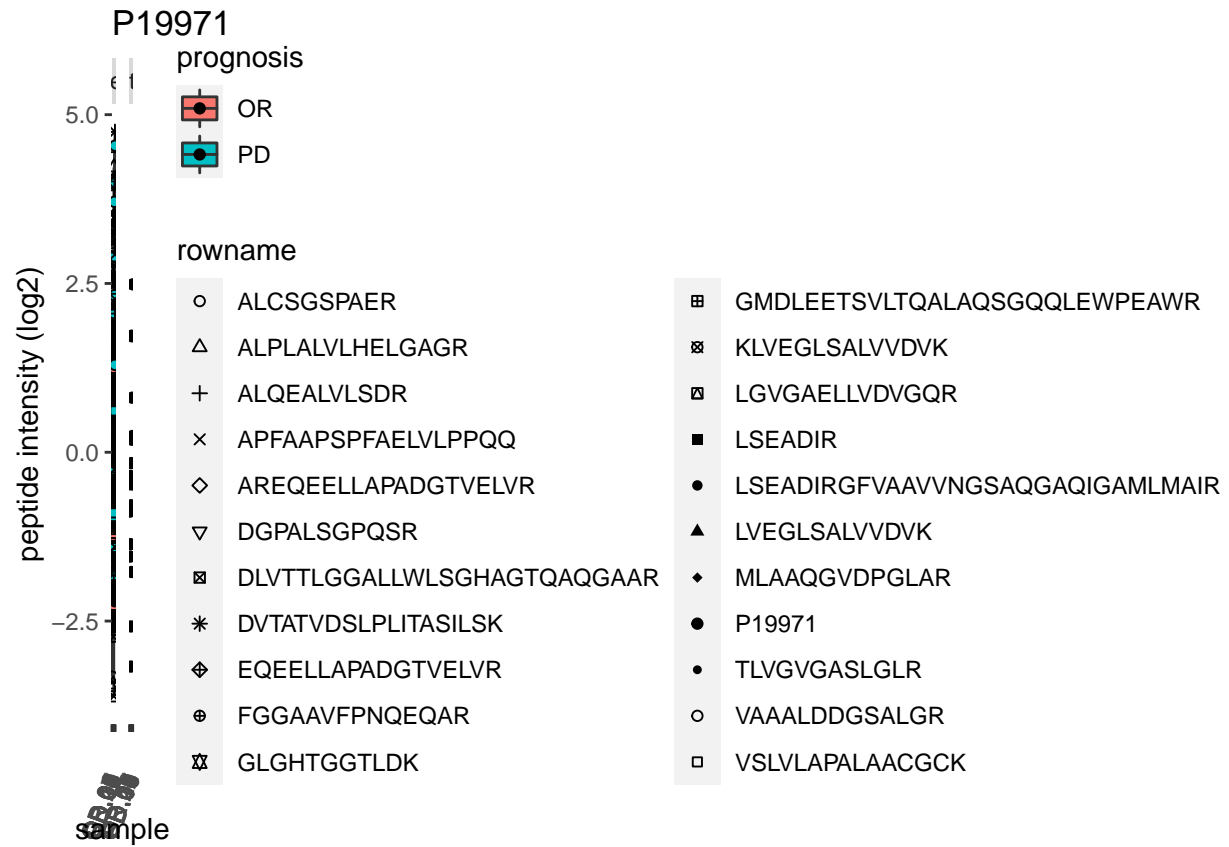 P19971
prognosis
OR
PD
5.0
2.5
0.0
−2.5
peptide intensity (log2)
rowname
ALCSGSPAER
ALPLALVLHELGAGR
ALQEALVLSDR
APFAAPSPFAELVLPPQQ
AREQEELLAPADGTVELVR
DGPALSGPQSR
DLVTTLGGALLWLSGHAGTQAQGAAR
DVTATVDSLPLITASILSK
EQEELLAPADGTVELVR
FGGAAVFPNQEQAR
GLGHTGGTLDK
GMDLEETSVLTQALAQSGQQLEWPEAWR
KLVEGLSALVVDVK
LGVGAELLVDVGQR
LSEADIR
LSEADIRGFVAAVVNGSAQGAQIGAMLMAIR
LVEGLSALVVDVK
MLAAQGVDPGLAR
P19971
TLVGVGASLGLR
VAAALDDGSALGR
VSLVLAPALAACGCK
sample